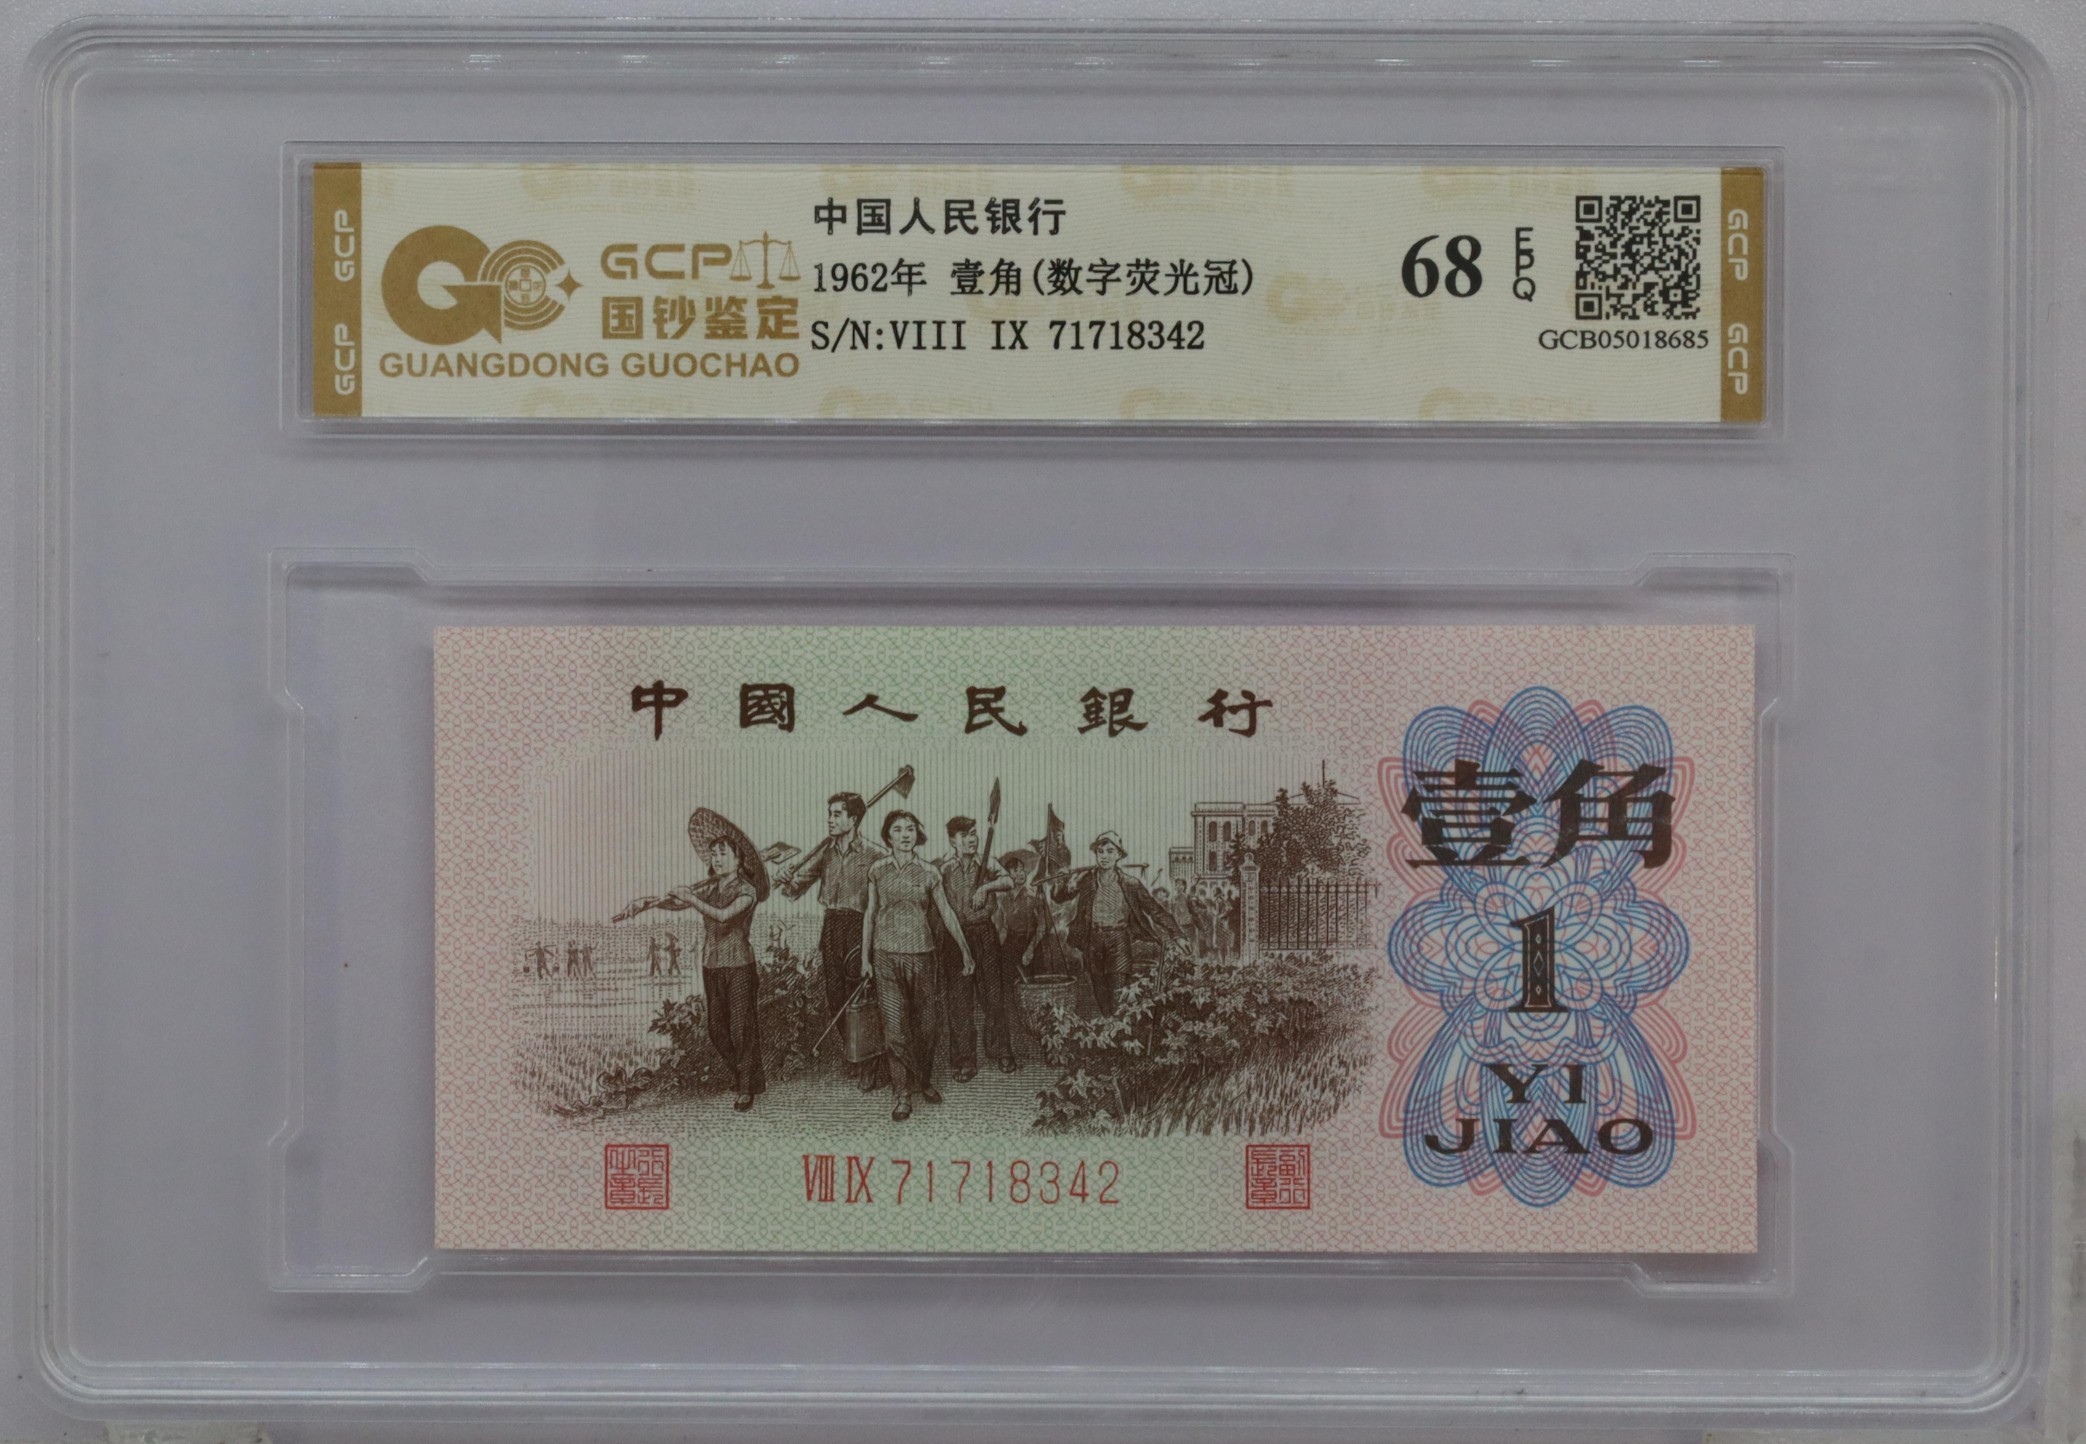 GCP
GCP
GCP
国钞鉴定
GUANGDONG GUOCHAO
中国人民银行
1962年 壹角(数字荧光冠)
S/N:VIII IX 71718342
68
EPQ
GCB05018685
GCP
GCP
中國人民銀行
壹角
1
YI
JIAO
VIII IX 71718342